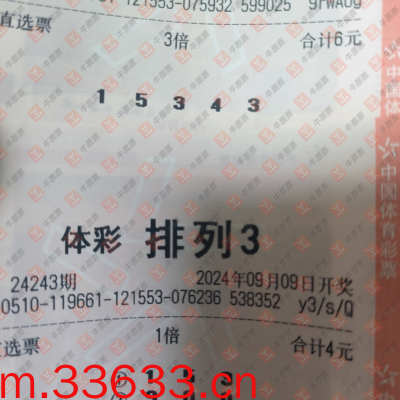 121553-075932 599025
直选票 3倍 合计6元
1 5 3 4 3
体彩 排列3
24243期 2024年09月09日开奖
0510-119661-121553-076236 538352 y3/s/Q
直选票 1倍 合计4元
m.33633.cn
中国体育彩票